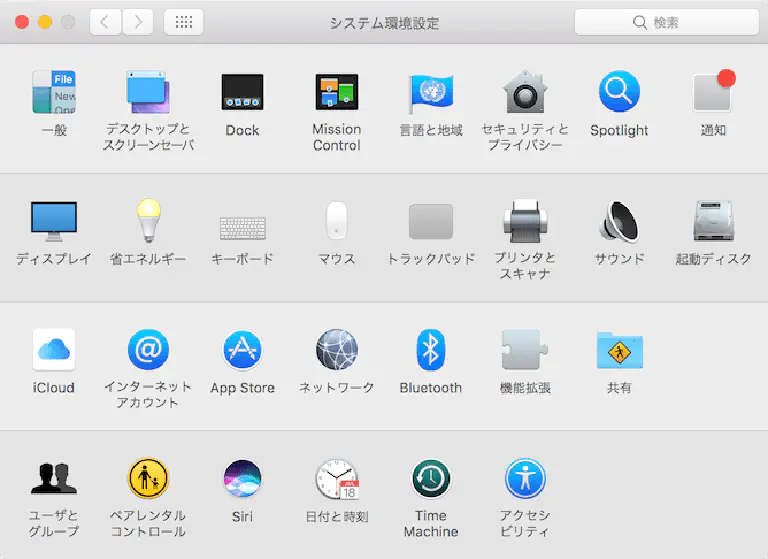 システム環境設定
検索
File
New
Ope
一般
デスクトップと
スクリーンセーバ
Dock
Mission
Control
言語と地域
セキュリティと
プライバシー
Spotlight
通知
ディスプレイ
省エネルギー
キーボード
マウス
トラックパッド
プリンタと
スキャナ
サウンド
起動ディスク
iCloud
インターネット
アカウント
App Store
ネットワーク
Bluetooth
機能拡張
共有
JUL
18
ユーザと
グループ
ペアレンタル
コントロール
Siri
日付と時刻
Time
Machine
アクセシ
ビリティ